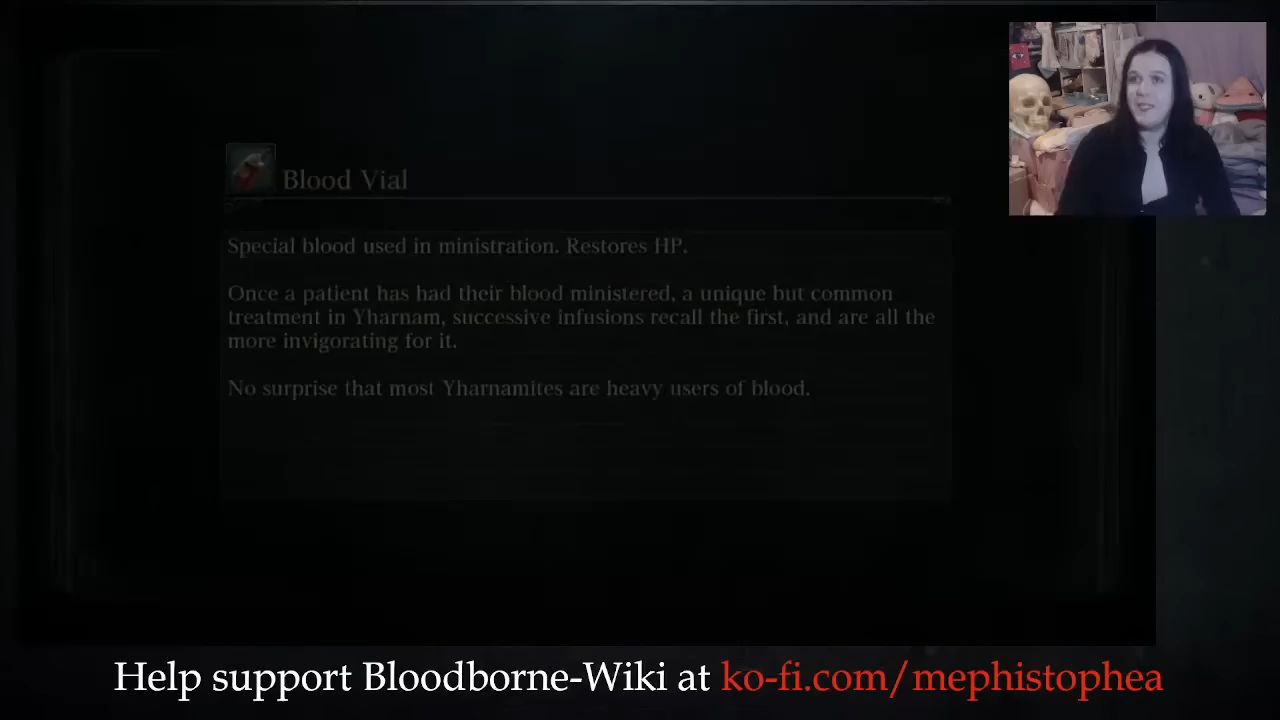 Blood Vial
Special blood used in ministration. Restores HP.
Once a patient has had their blood ministered, a unique but common
treatment in Yharnam, successive infusions recall the first, and are all the
more invigorating for it.
No surprise that most Yharnamites are heavy users of blood.
Help support Bloodborne-Wiki at ko-fi.com/mephistophea